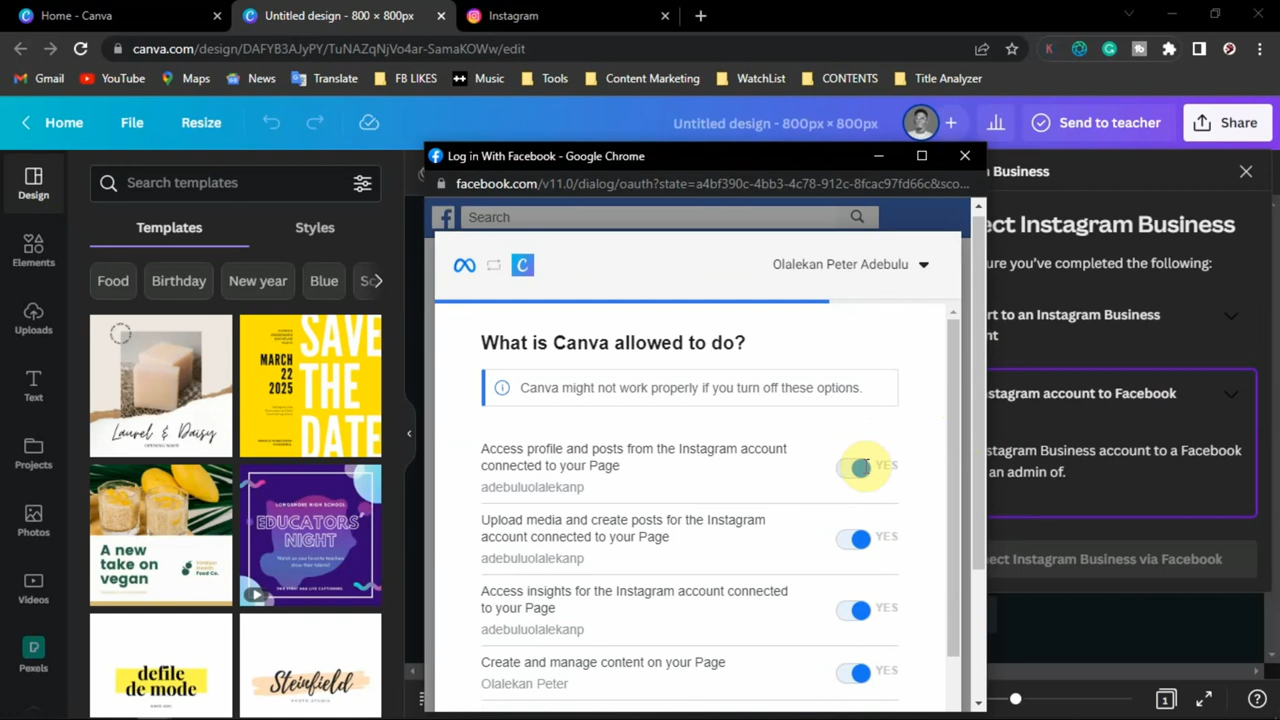 Home - Canva
Untitled design - 800 × 800px
Instagram
canva.com/design/DAFYB3AJyPY/TuNAZqNjVo4ar-SamaKOWw/edit
Gmail
YouTube
Maps
News
Translate
FB LIKES
Music
Tools
Content Marketing
WatchList
CONTENTS
Title Analyzer
Home
File
Resize
Untitled design - 800px × 800px
Send to teacher
Share
Design
Elements
Uploads
Text
Projects
Photos
Videos
Pexels
Search templates
Templates
Styles
Food
Birthday
New year
Blue
Laurel & Daisy
OPENING SOON
MARCH
22
2025
SAVE
THE
DATE
A new
take on
vegan
EDUCATORS'
NIGHT
defile
de mode
Steinfield
Log in With Facebook - Google Chrome
facebook.com/v11.0/dialog/oauth?state=a4bf390c-4bb3-4c78-912c-8fcac97fd66c&sco...
Search
Olalekan Peter Adebulu
What is Canva allowed to do?
Canva might not work properly if you turn off these options.
Access profile and posts from the Instagram account
connected to your Page
adebuluolalekanp
YES
Upload media and create posts for the Instagram
account connected to your Page
adebuluolalekanp
YES
Access insights for the Instagram account connected
to your Page
adebuluolalekanp
YES
Create and manage content on your Page
Olalekan Peter
YES
Business
ect Instagram Business
ure you've completed the following:
rt to an Instagram Business
nt
nstagram account to Facebook
nstagram Business account to a Facebook
an admin of.
ect Instagram Business via Facebook
1